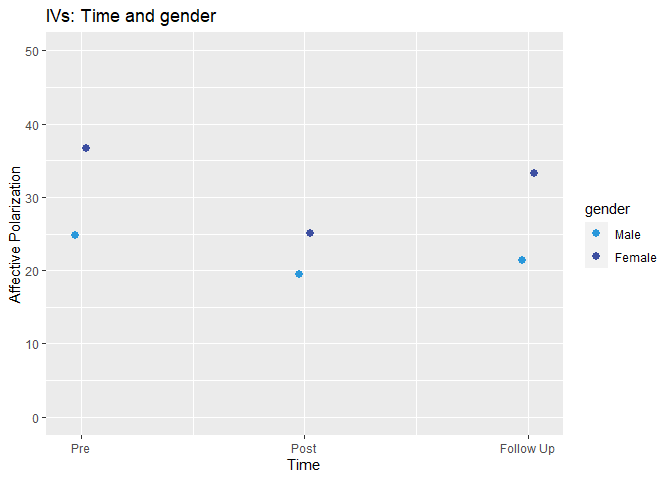 IVs: Time and gender
50
40
30
20
10
0
Affective Polarization
Pre
Post
Follow Up
Time
gender
Male
Female